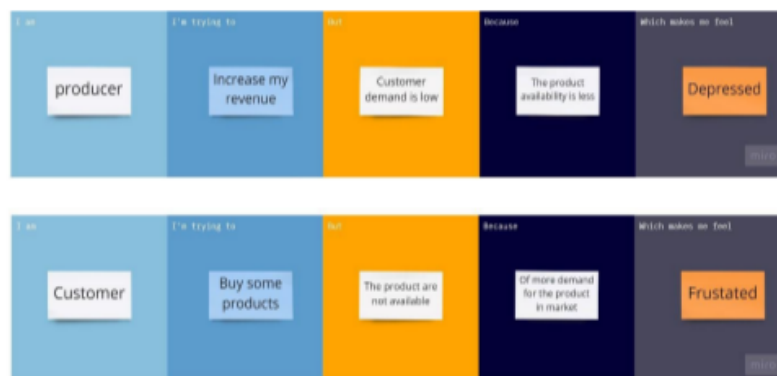 I am
I'm trying to
But
Because
Which makes me feel
producer
Increase my
revenue
Customer
demand is low
The product
availability is less
Depressed
miro
I am
I'm trying to
But
Because
Which makes me feel
Customer
Buy some
products
The product are
not available
Of more demand
for the product
in market
Frustated
miro